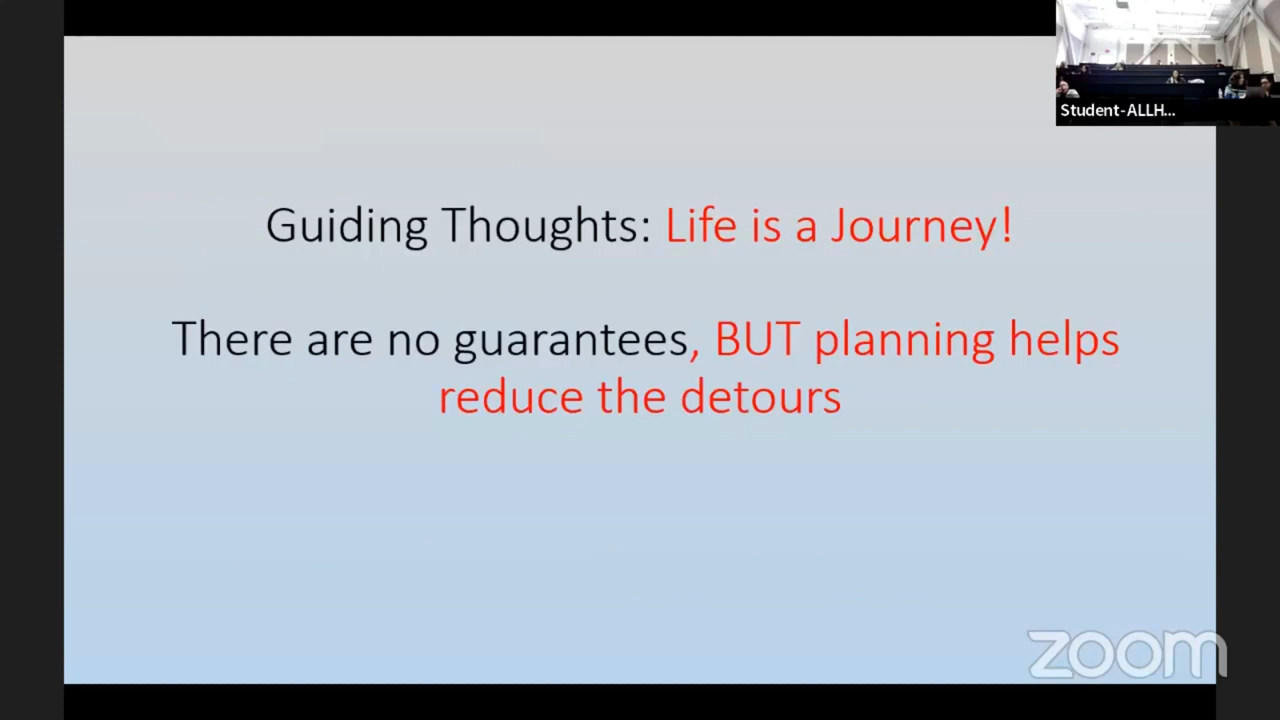 Student-ALLH...
Guiding Thoughts: Life is a Journey!
There are no guarantees, BUT planning helps
reduce the detours
zoom